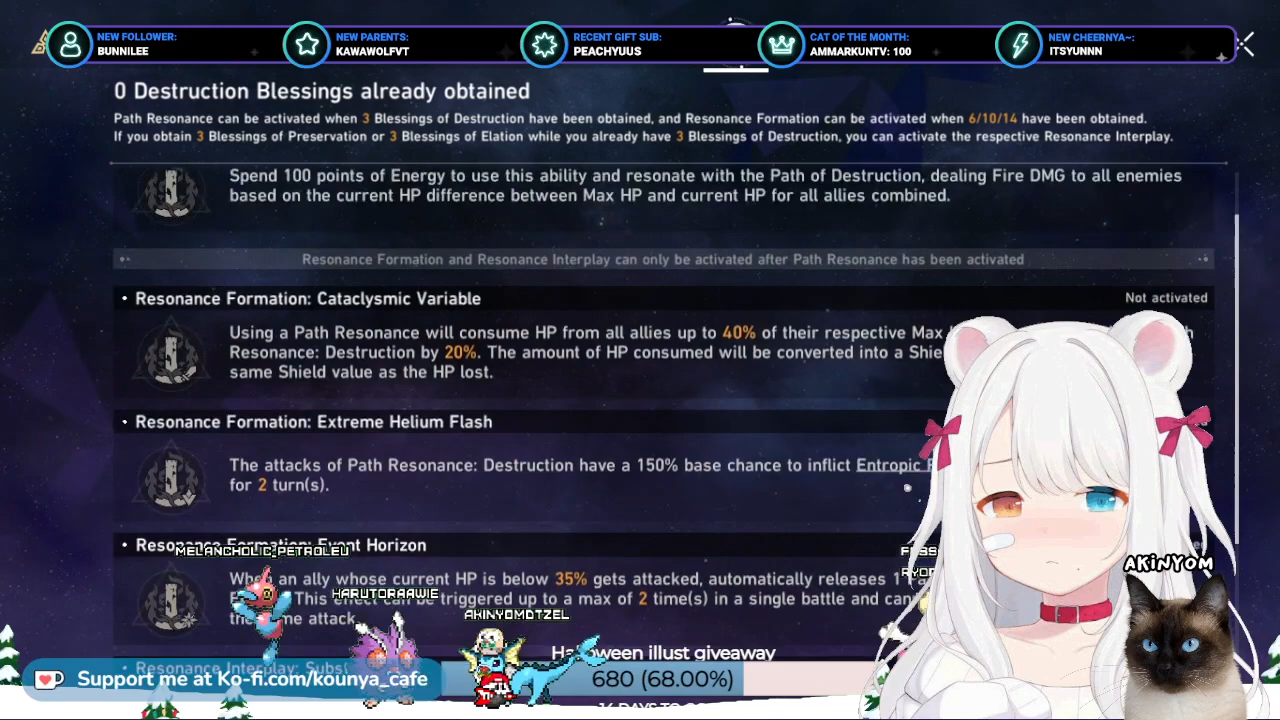 NEW FOLLOWER:
BUNNILEE
NEW PARENTS:
KAWAWOLFVT
RECENT GIFT SUB:
PEACHYUUS
CAT OF THE MONTH:
AMMARKUNTV: 100
NEW CHEERNYA~:
ITSYUNNN
0 Destruction Blessings already obtained
Path Resonance can be activated when 3 Blessings of Destruction have been obtained, and Resonance Formation can be activated when 6/10/14 have been obtained.
If you obtain 3 Blessings of Preservation or 3 Blessings of Elation while you already have 3 Blessings of Destruction, you can activate the respective Resonance Interplay.
Spend 100 points of Energy to use this ability and resonate with the Path of Destruction, dealing Fire DMG to all enemies
based on the current HP difference between Max HP and current HP for all allies combined.
Resonance Formation and Resonance Interplay can only be activated after Path Resonance has been activated
• Resonance Formation: Cataclysmic Variable
Not activated
Using a Path Resonance will consume HP from all allies up to 40% of their respective Max
Resonance: Destruction by 20%. The amount of HP consumed will be converted into a Shie
same Shield value as the HP lost.
• Resonance Formation: Extreme Helium Flash
The attacks of Path Resonance: Destruction have a 150% base chance to inflict Entropic
for 2 turn(s).
• Resonance Formation: Event Horizon
MELANCHOLIC_PETROLEU
When an ally whose current HP is below 35% gets attacked, automatically releases 1
HARUTORAAWIE
This effect can be triggered up to a max of 2 time(s) in a single battle and can
AKINYOMOTZEL
attack.
AKiNYOM
Halloween illust giveaway
• Resonance Interplay:
Support me at Ko-fi.com/kounya_cafe
680 (68.00%)